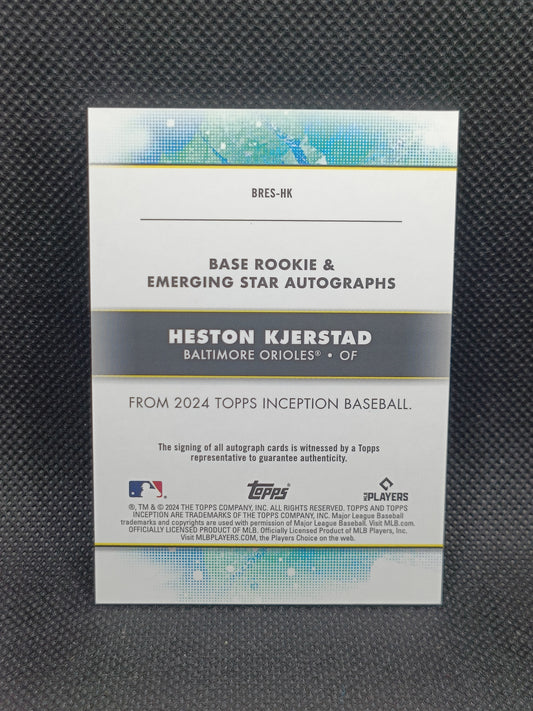 BRES-HK
BASE ROOKIE &
EMERGING STAR AUTOGRAPHS
HESTON KJERSTAD
BALTIMORE ORIOLES® • OF
FROM 2024 TOPPS INCEPTION BASEBALL.
The signing of all autograph cards is witnessed by a Topps
representative to guarantee authenticity.
Topps®
MLB PLAYERS
®, TM & © 2024 THE TOPPS COMPANY, INC. ALL RIGHTS RESERVED. TOPPS AND TOPPS
INCEPTION ARE TRADEMARKS OF THE TOPPS COMPANY, INC. Major League Baseball
trademarks and copyrights are used with permission of Major League Baseball. Visit MLB.com.
OFFICIALLY LICENSED PRODUCT OF MLB. Officially Licensed Product of MLB Players, Inc.
Visit MLBPLAYERS.COM, the Players Choice on the web.